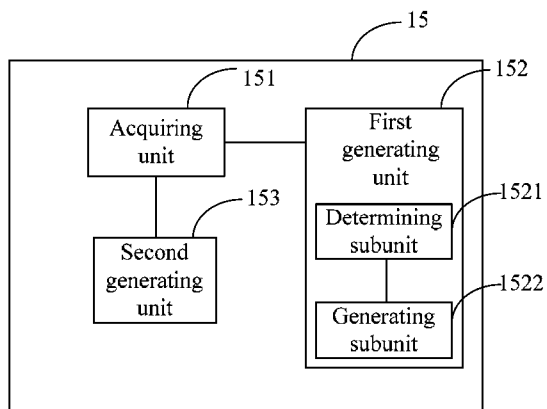 15
151
152
Acquiring
unit
First
generating
unit
153
1521
Determining
subunit
Second
generating
unit
1522
Generating
subunit